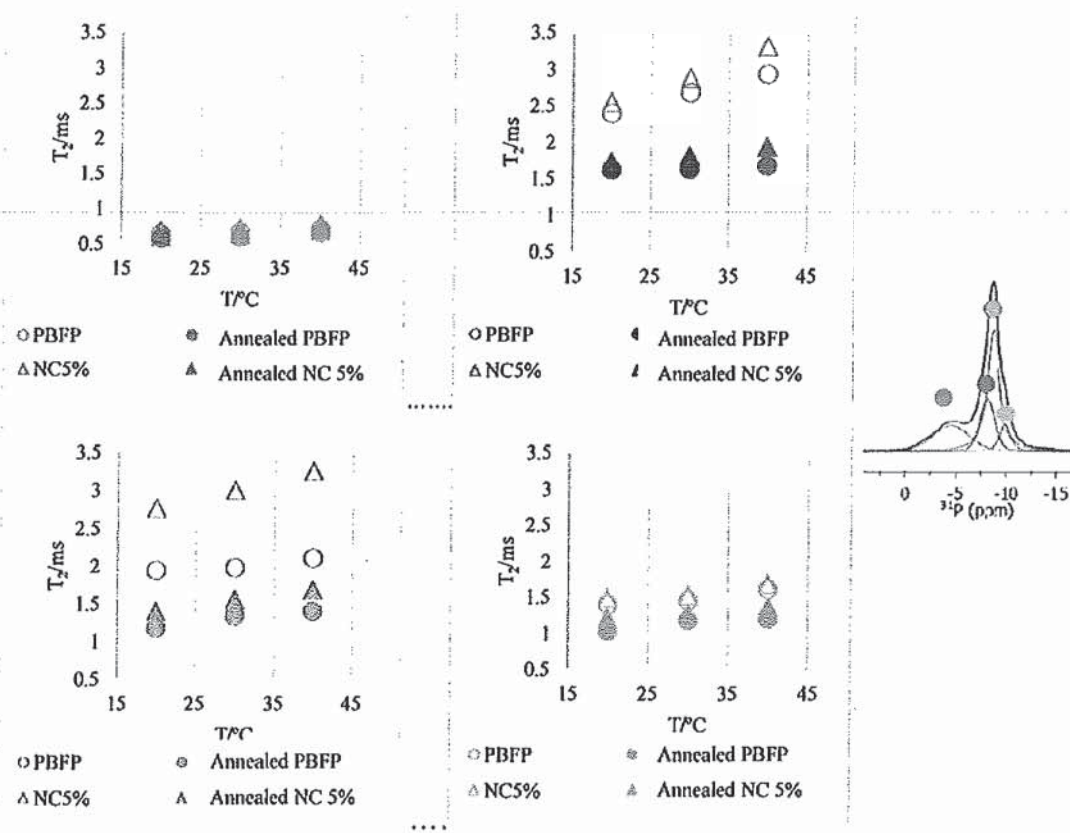 3.5
3
2.5
2
1.5
1
0.5
T₂/ms
15 25 35 45
T/°C
○ PBFP ● Annealed PBFP
△ NC5% ▲ Annealed NC 5%
3.5
3
2.5
2
1.5
1
0.5
T₂/ms
15 25 35 45
T/°C
○ PBFP Annealed PBFP
△ NC5% Annealed NC 5%
3.5
3
2.5
2
1.5
1
0.5
T₂/ms
15 25 35 45
T/°C
○ PBFP ● Annealed PBFP
△ NC5% ▲ Annealed NC 5%
3.5
3
2.5
2
1.5
1
0.5
T₂/ms
15 25 35 45
T/°C
○ PBFP ● Annealed PBFP
△ NC5% ▲ Annealed NC 5%
0 -5 -10 -15
³¹P (ppm)